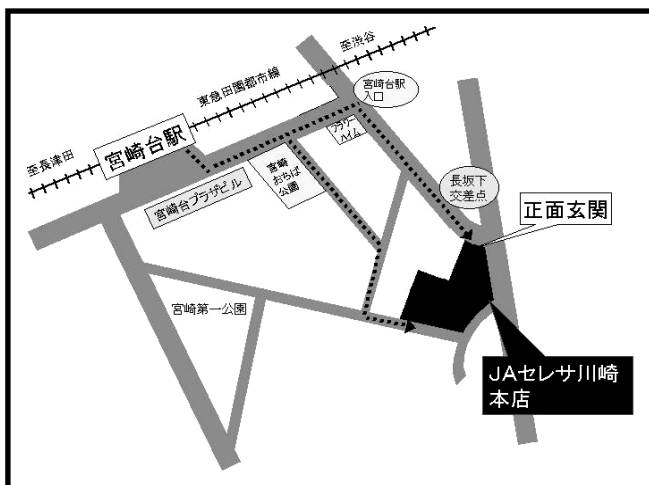 至渋谷
東急田園都市線
宮崎台駅
入口
フラワー
ハイム
至長津田
宮崎台駅
宮崎
おちば
公園
宮崎台プラザビル
長坂下
交差点
正面玄関
宮崎第一公園
JAセレサ川崎
本店